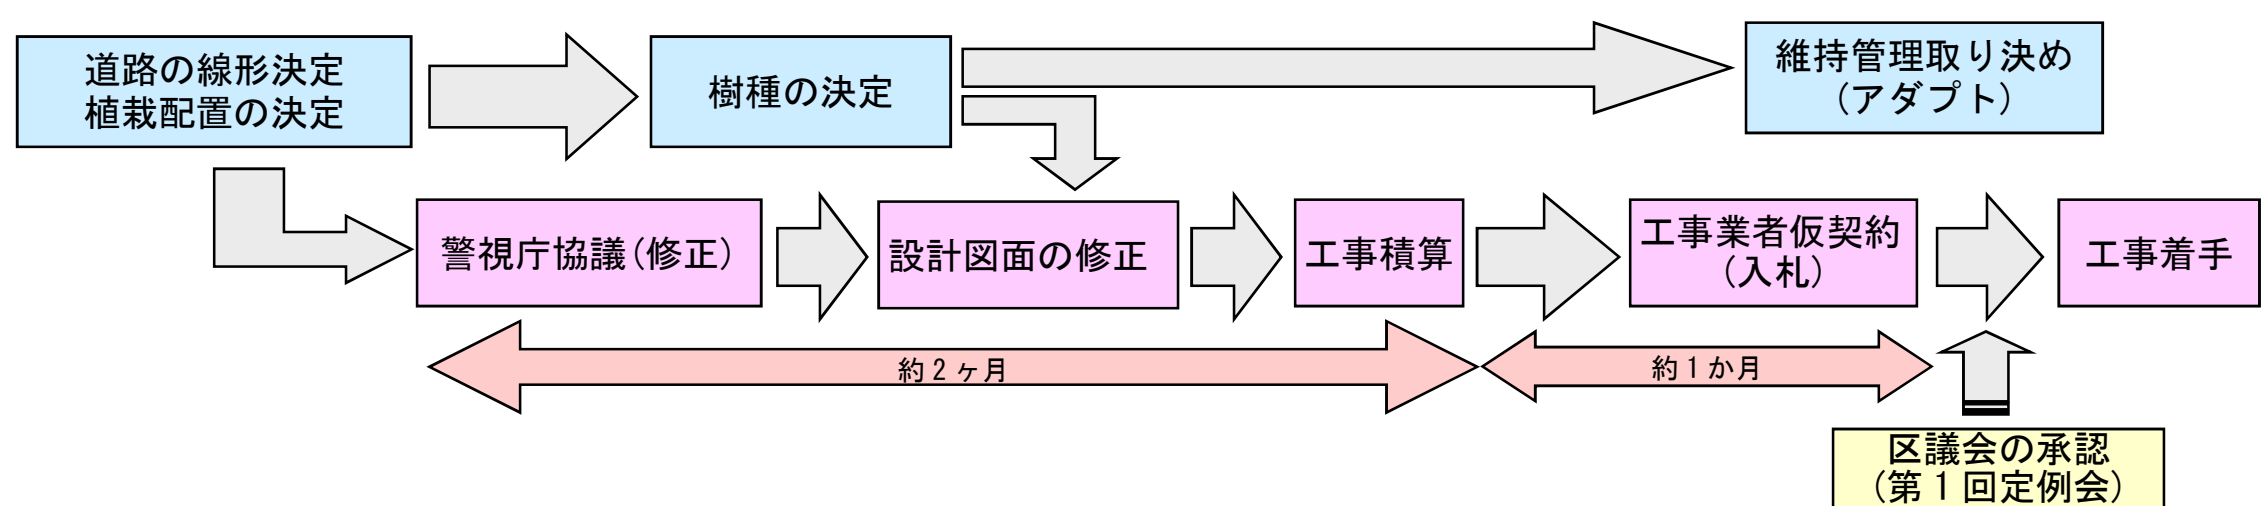 道路の線形決定
植栽配置の決定
樹種の決定
維持管理取り決め
(アダプト)
警視庁協議(修正)
設計図面の修正
工事積算
工事業者仮契約
(入札)
工事着手
約2ヶ月
約1か月
区議会の承認
(第1回定例会)